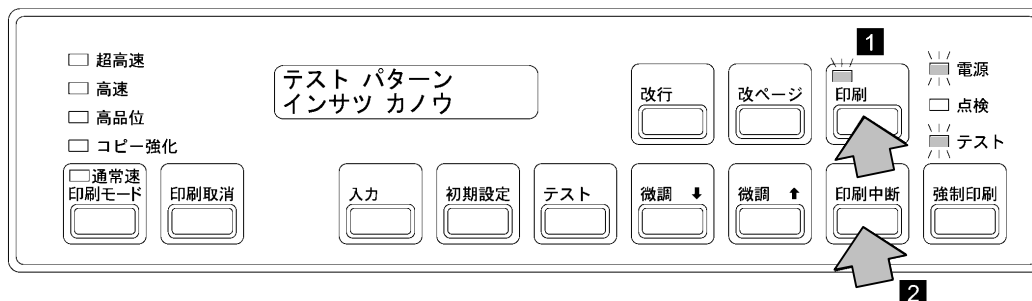 超高速
高速
高品位
コピー強化
通常速
印刷モード
印刷取消
テスト パターン
インサツ カノウ
入力
初期設定
テスト
改行
改ページ
1
印刷
微調 ⬇
微調 ⬆
印刷中断
2
強制印刷
電源
点検
テスト